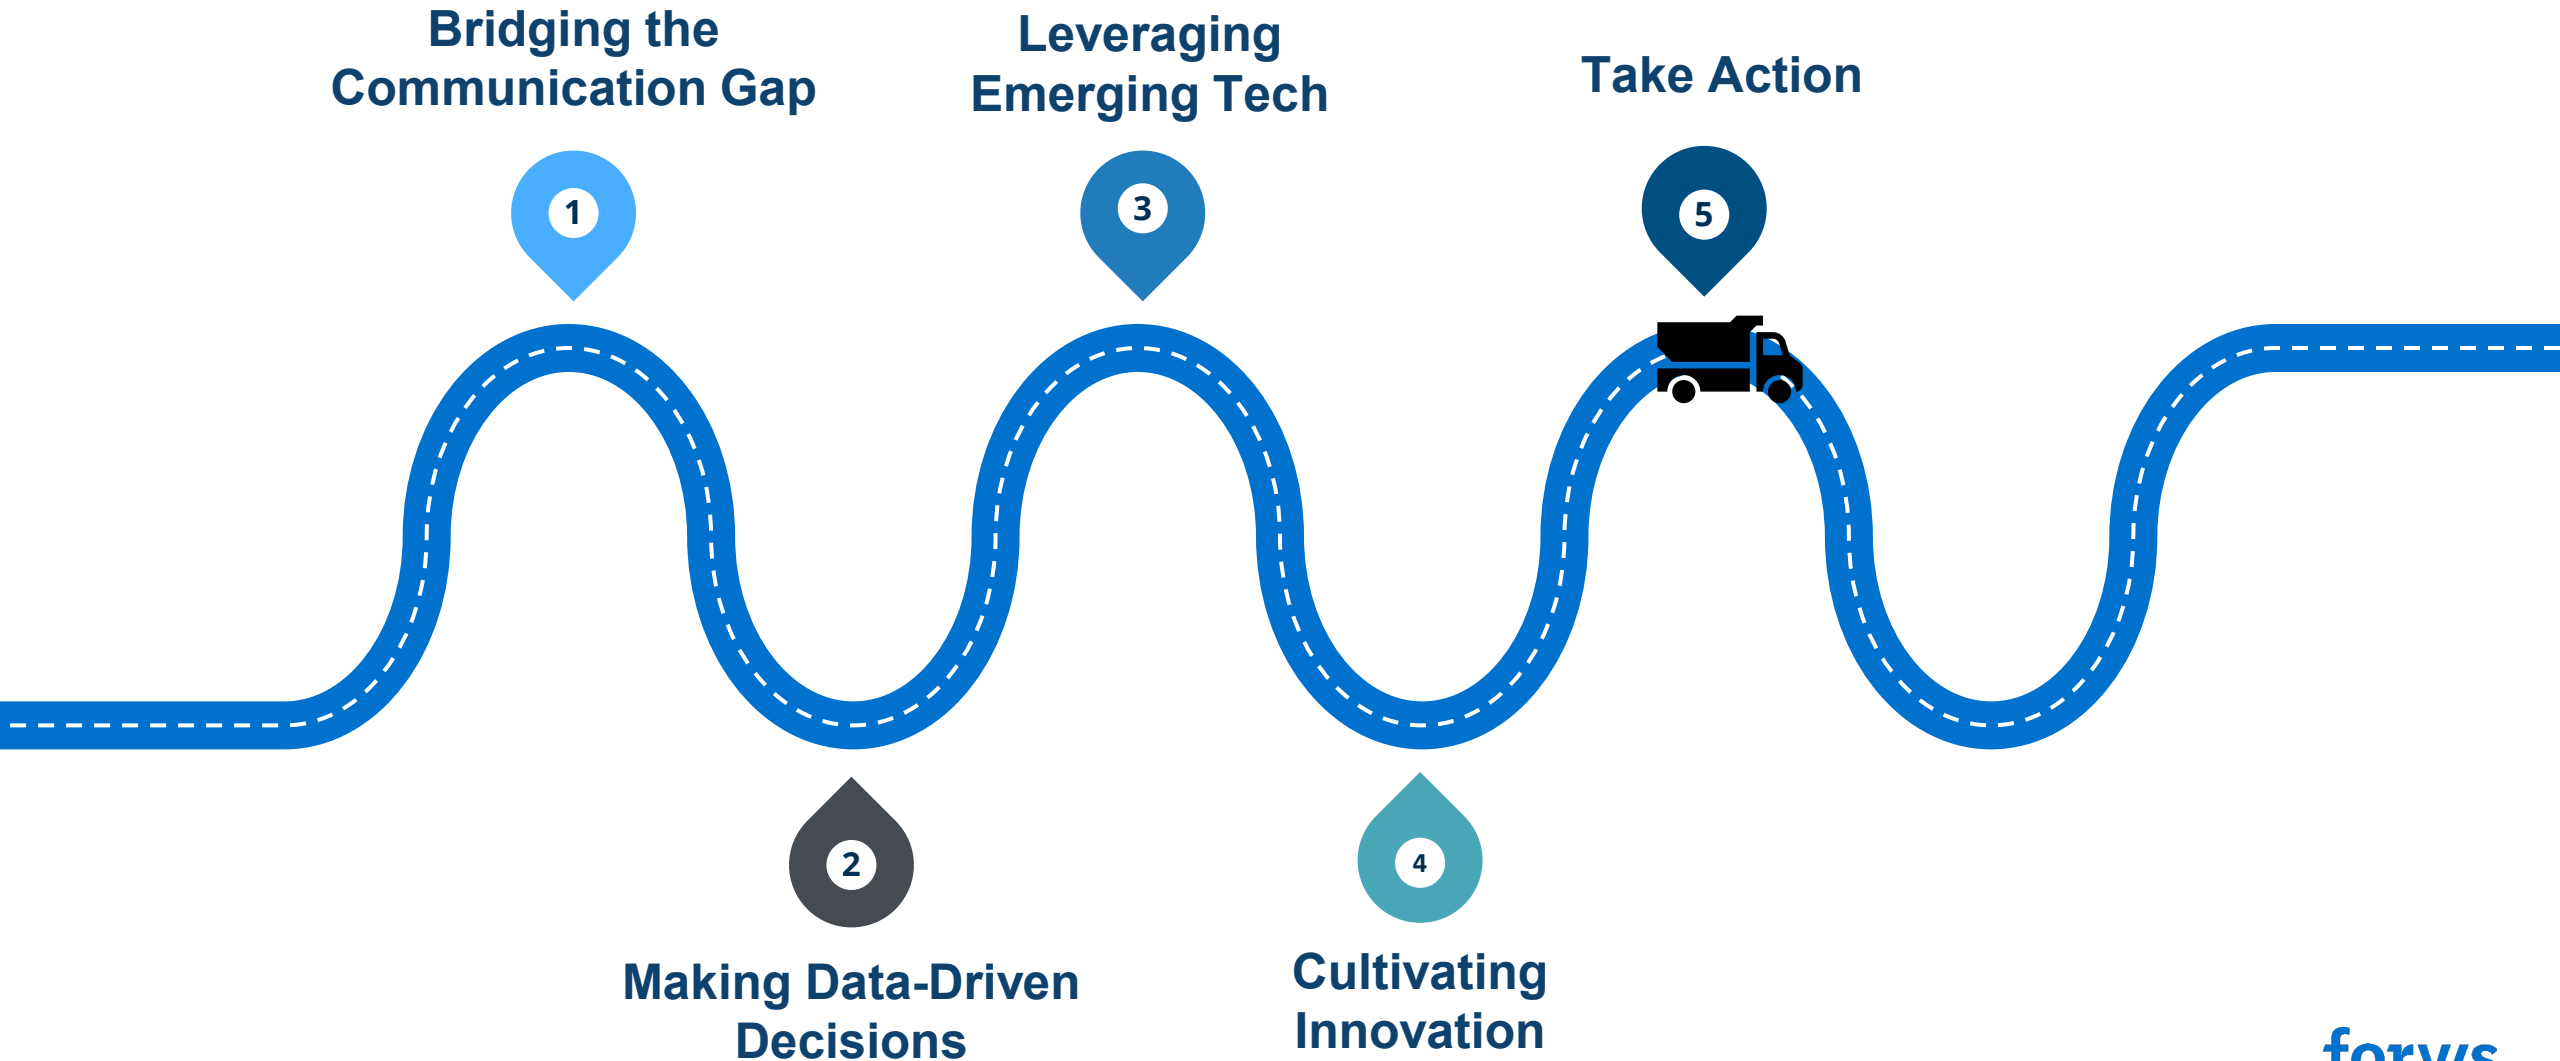 Bridging the
Communication Gap
Leveraging
Emerging Tech
Take Action
1
3
5
2
4
Making Data-Driven
Decisions
Cultivating
Innovation
forvis